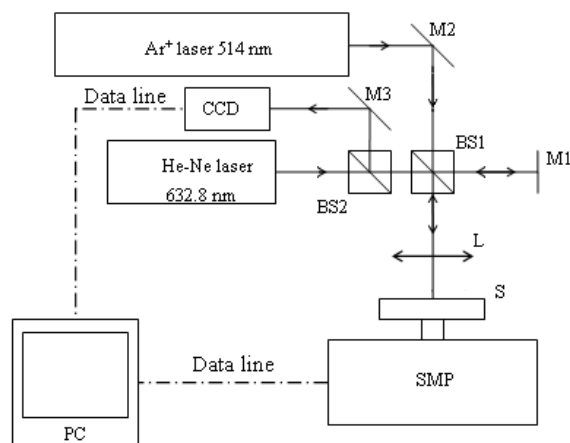 Ar⁺ laser 514 nm
M2
Data line
CCD
M3
He-Ne laser
632.8 nm
BS2
BS1
M1
L
S
Data line
SMP
PC